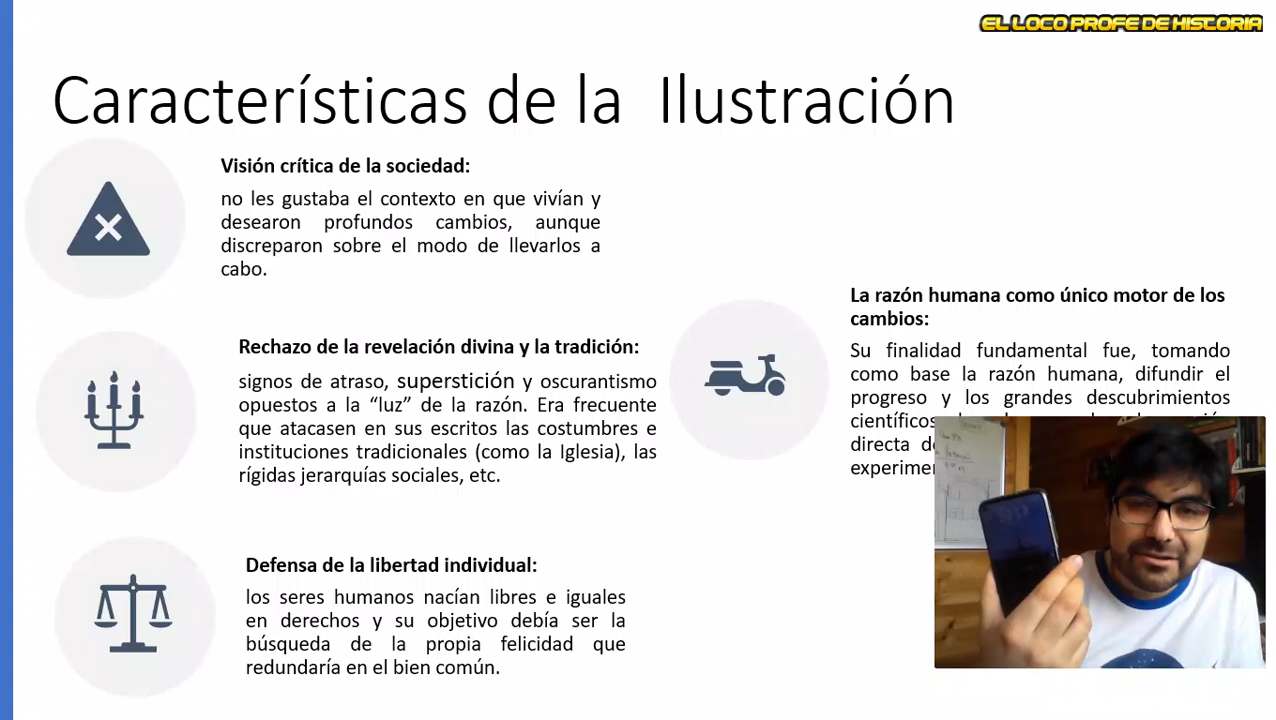 EL LOCO PROFE DE HISTORIA
Características de la Ilustración
Visión crítica de la sociedad:
no les gustaba el contexto en que vivían y
desearon profundos cambios, aunque
discreparon sobre el modo de llevarlos a
cabo.
Rechazo de la revelación divina y la tradición:
signos de atraso, superstición y oscurantismo
opuestos a la “luz” de la razón. Era frecuente
que atacasen en sus escritos las costumbres e
instituciones tradicionales (como la Iglesia), las
rígidas jerarquías sociales, etc.
Defensa de la libertad individual:
los seres humanos nacían libres e iguales
en derechos y su objetivo debía ser la
búsqueda de la propia felicidad que
redundaría en el bien común.
La razón humana como único motor de los
cambios:
Su finalidad fundamental fue, tomando
como base la razón humana, difundir el
progreso y los grandes descubrimientos
científicos
directa